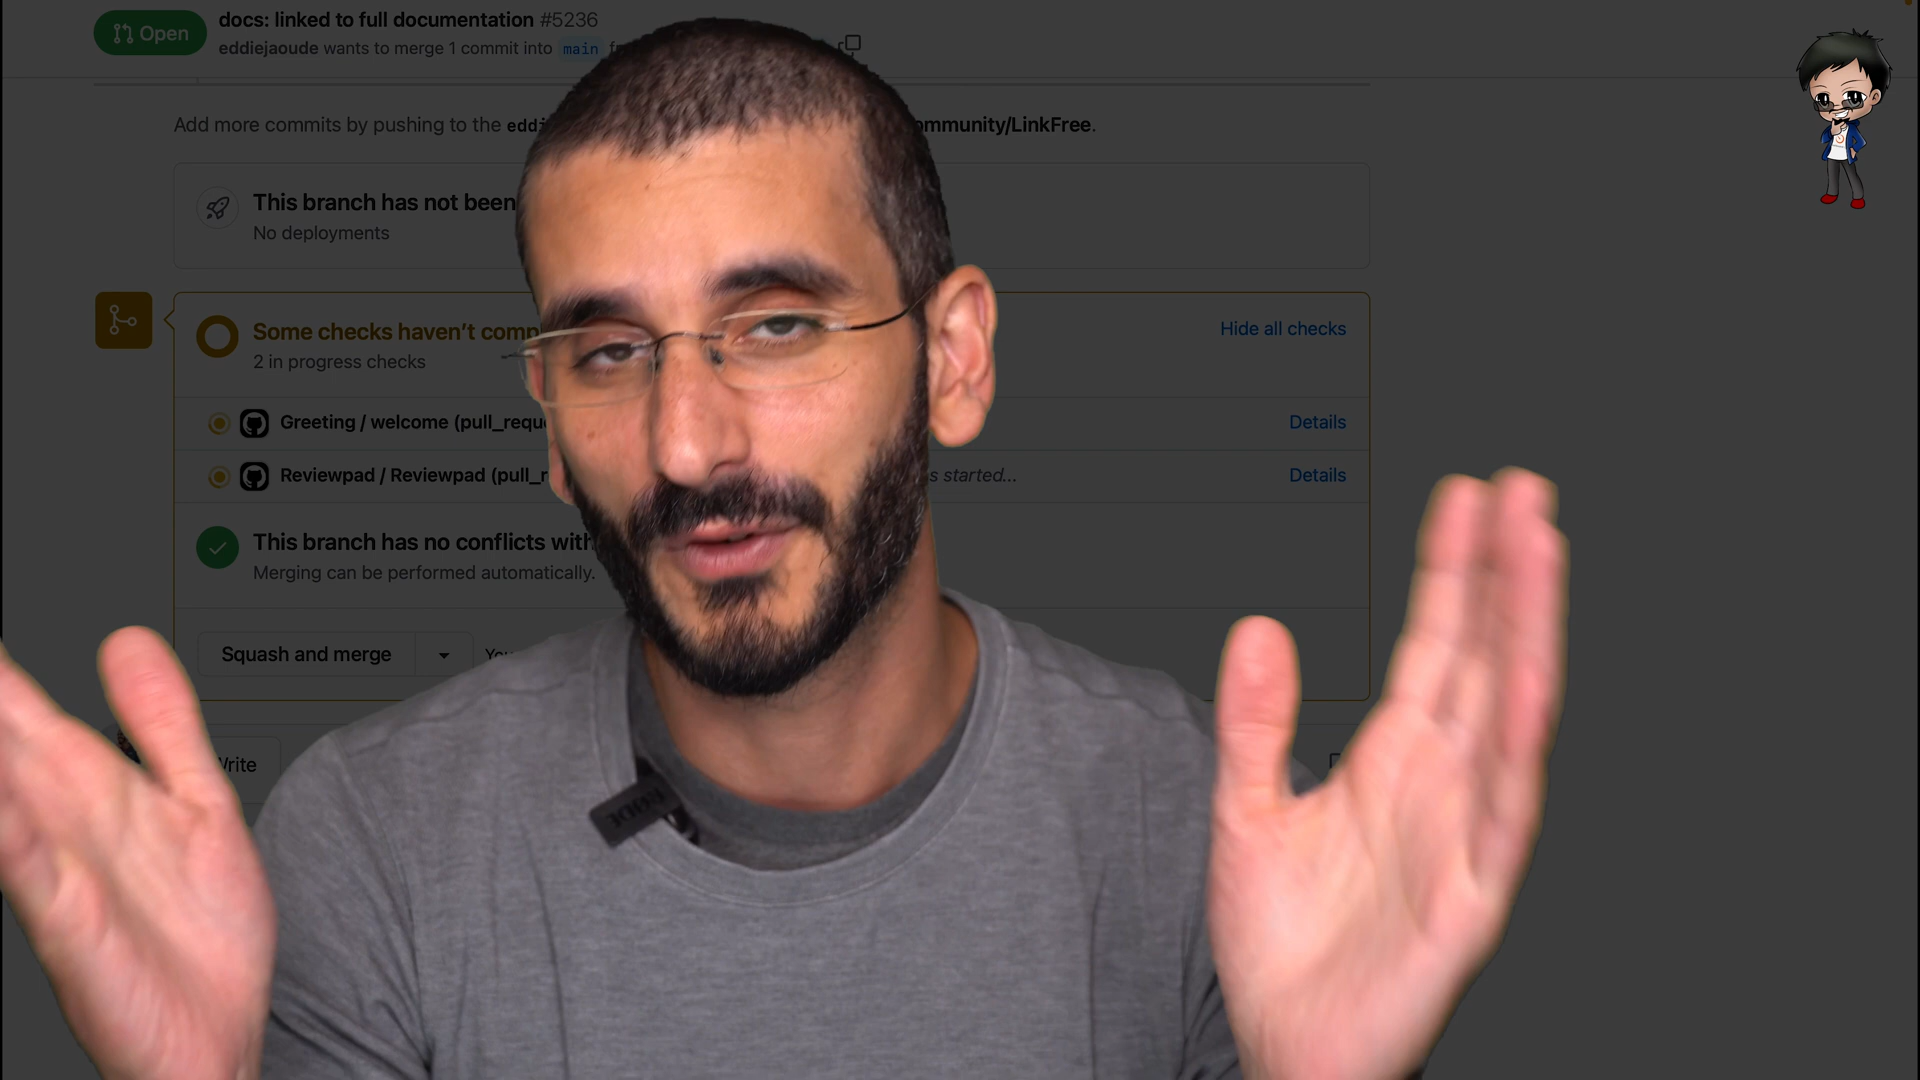 Open
docs: linked to full documentation #5236
eddiejaoude wants to merge 1 commit into main
Add more commits by pushing to the
ommunity/LinkFree.
This branch has not been
No deployments
Some checks haven't comp
2 in progress checks
Hide all checks
Greeting / welcome (pull_requ
Details
Reviewpad / Reviewpad (pull_r
s started...
Details
This branch has no conflicts with
Merging can be performed automatically.
Squash and merge
Write
RODE